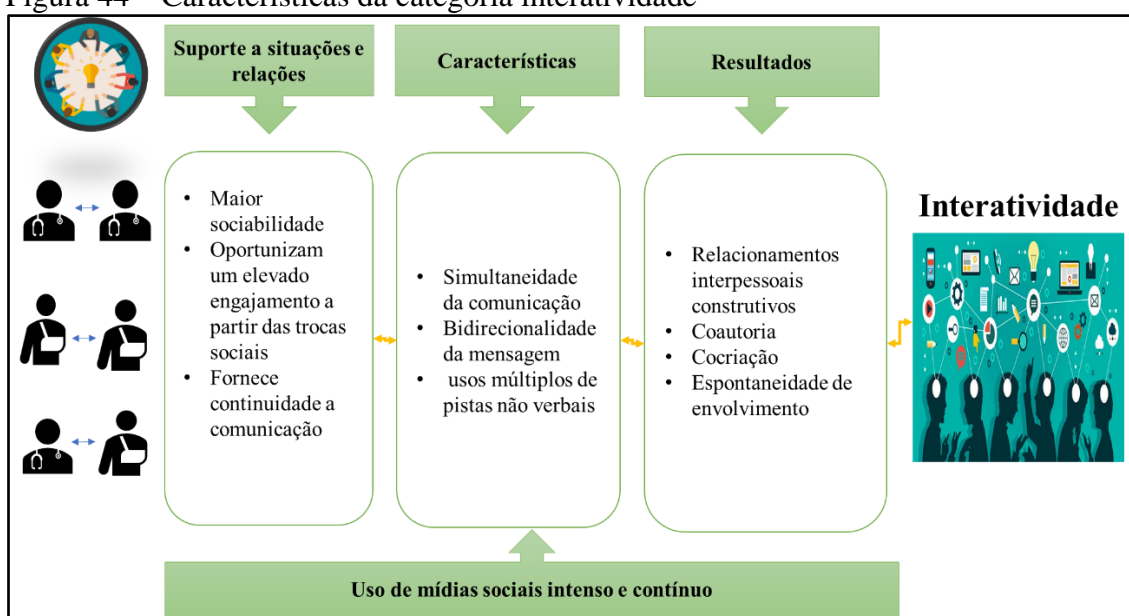 Figura 44 – Características da categoria interatividade
Suporte a situações e
relações
Características
Resultados
• Maior
sociabilidade
• Oportunizam
um elevado
engajamento a
partir das trocas
sociais
• Fornece
continuidade a
comunicação
• Simultaneidade
da comunicação
• Bidirecionalidade
da mensagem
• usos múltiplos de
pistas não verbais
• Relacionamentos
interpessoais
construtivos
• Coautoria
• Cocriação
• Espontaneidade de
envolvimento
Interatividade
Uso de mídias sociais intenso e contínuo